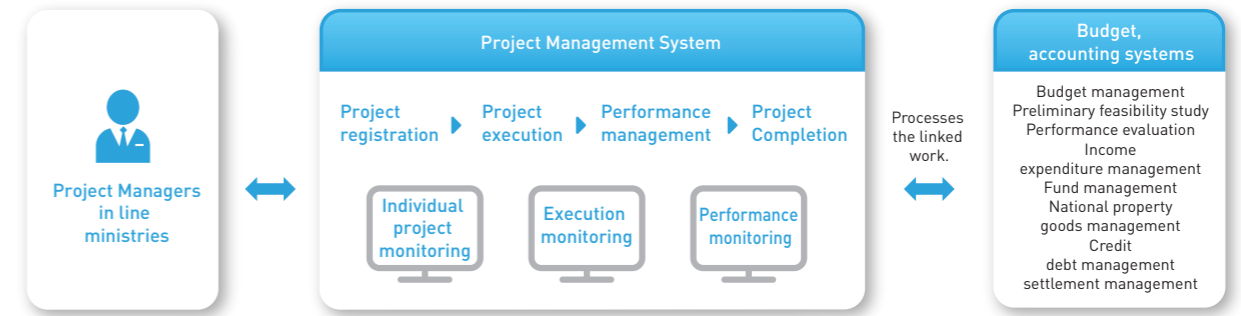 Project Managers
in line
ministries
Project Management System
Project
registration
Project
execution
Performance
management
Project
Completion
Individual
project
monitoring
Execution
monitoring
Performance
monitoring
Processes
the linked
work.
Budget,
accounting systems
Budget management
Preliminary feasibility study
Performance evaluation
Income
expenditure management
Fund management
National property
goods management
Credit
debt management
settlement management